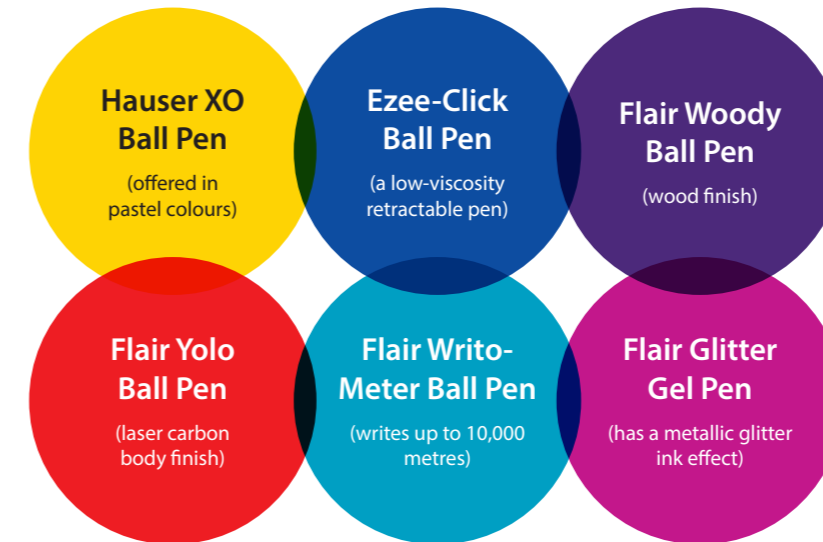 Hauser XO
Ball Pen
(offered in
pastel colours)
Ezee-Click
Ball Pen
(a low-viscosity
retractable pen)
Flair Woody
Ball Pen
(wood finish)
Flair Yolo
Ball Pen
(laser carbon
body finish)
Flair Writo-
Meter Ball Pen
(writes up to 10,000
metres)
Flair Glitter
Gel Pen
(has a metallic glitter
ink effect)